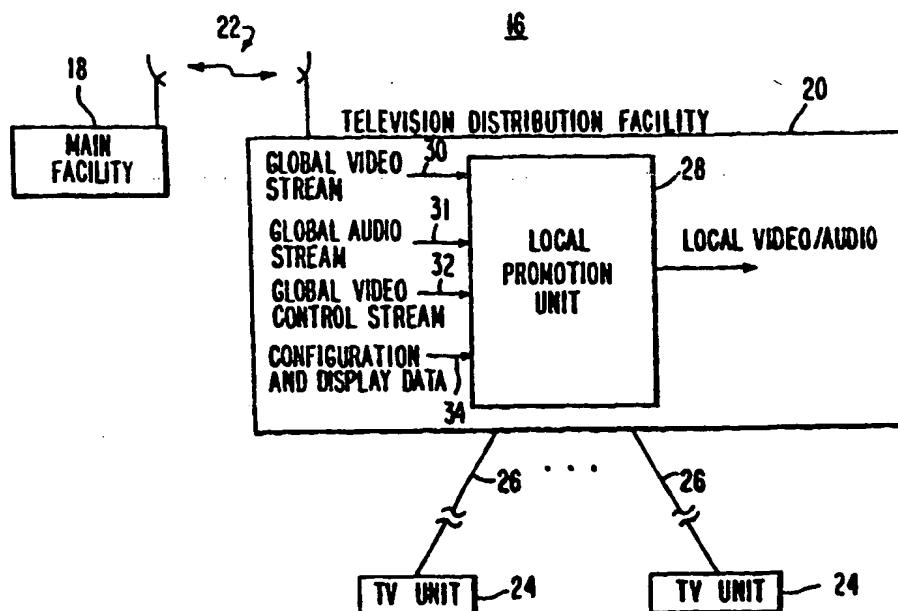 22
16
18
20
TELEVISION DISTRIBUTION FACILITY
MAIN
FACILITY
GLOBAL VIDEO
STREAM
30
28
GLOBAL AUDIO
STREAM
31
LOCAL
PROMOTION
UNIT
LOCAL VIDEO/AUDIO
GLOBAL VIDEO
CONTROL STREAM
32
CONFIGURATION
AND DISPLAY DATA
34
26
...
26
TV UNIT
24
TV UNIT
24